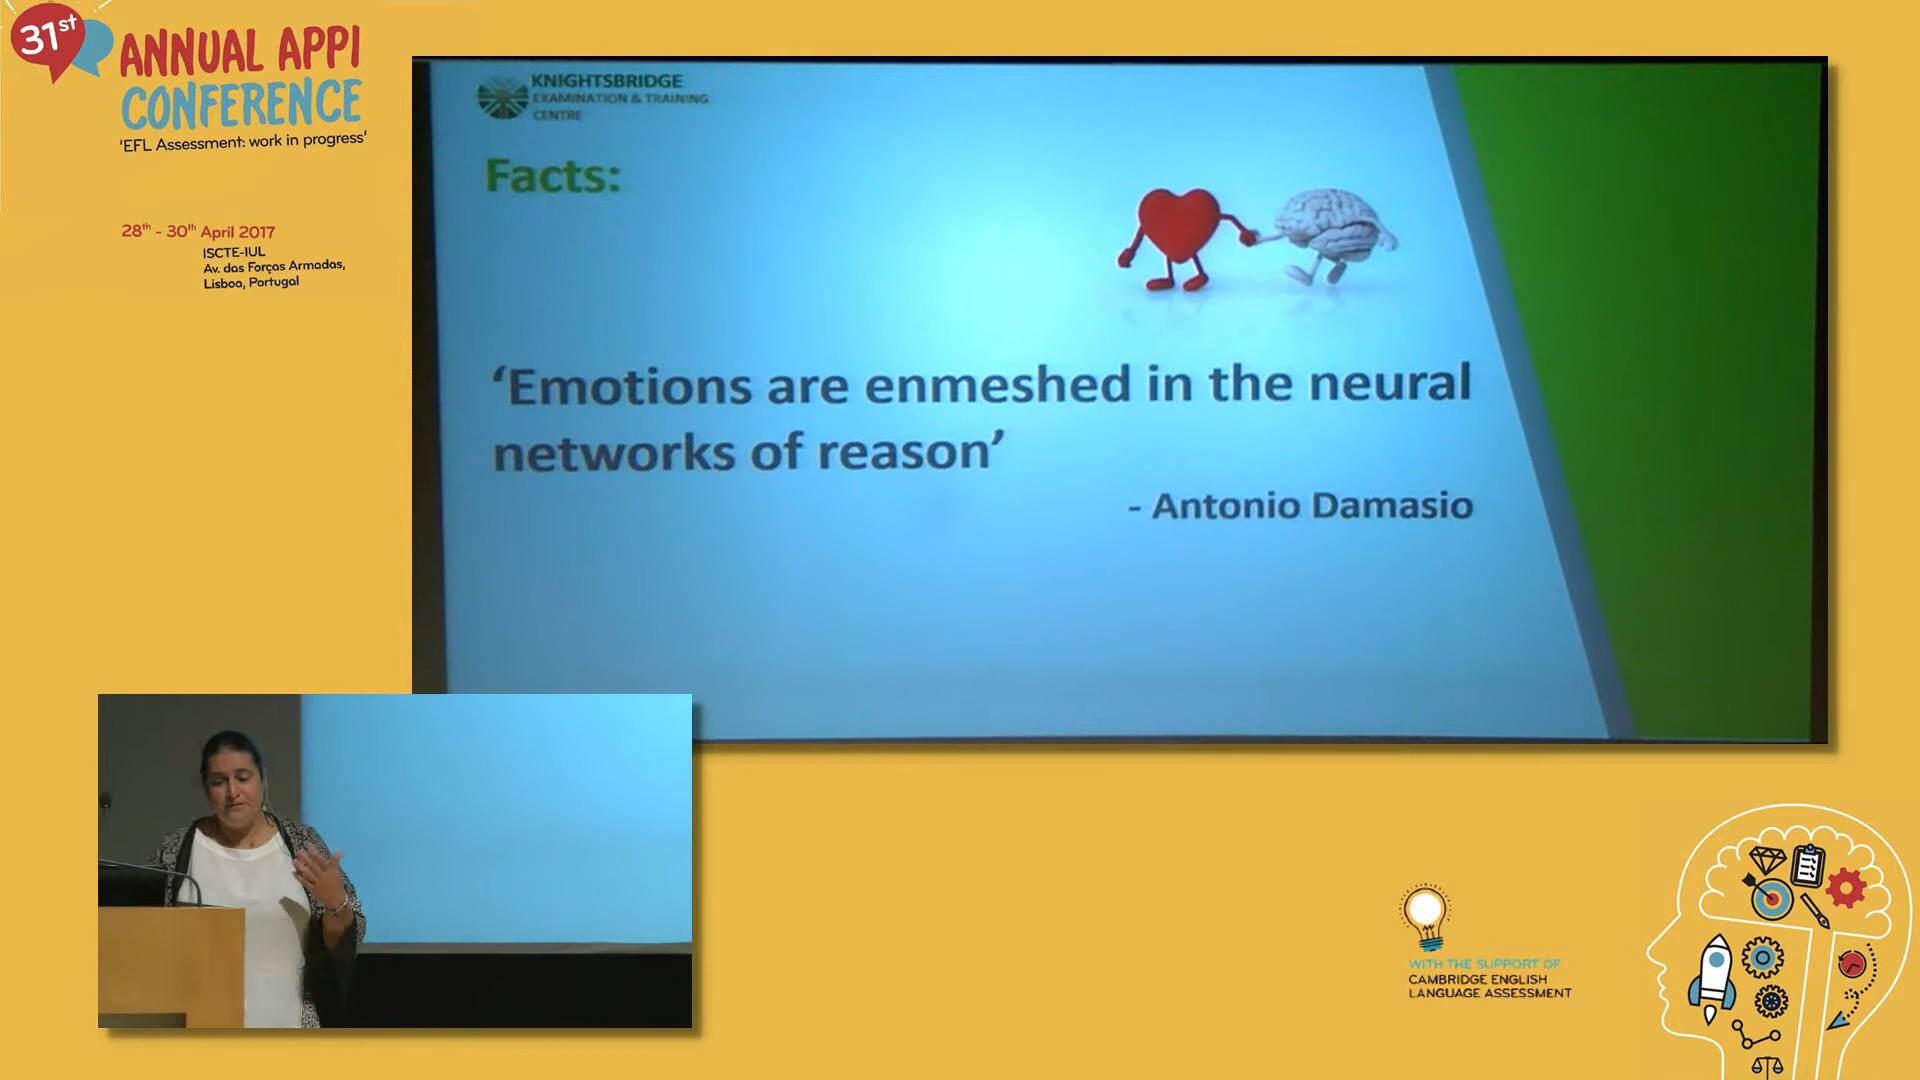 31st
ANNUAL APPI
CONFERENCE
'EFL Assessment: work in progress'
28th - 30th April 2017
ISCTE-IUL
Av. das Forças Armadas,
Lisboa, Portugal
KNIGHTSBRIDGE
EXAMINATION & TRAINING
CENTRE
Facts:
‘Emotions are enmeshed in the neural
networks of reason’
- Antonio Damasio
WITH THE SUPPORT OF
CAMBRIDGE ENGLISH
LANGUAGE ASSESSMENT